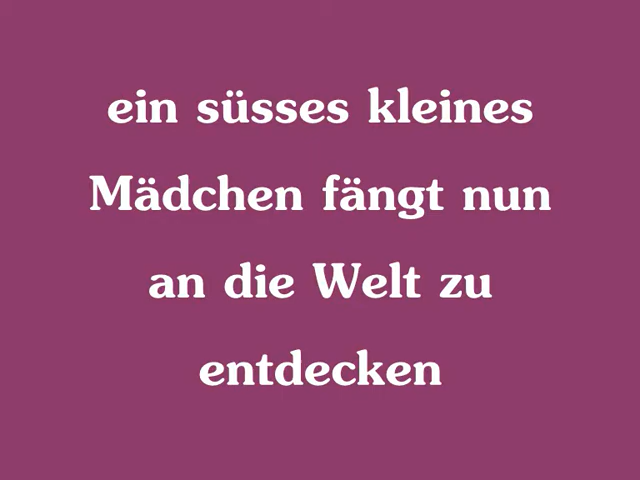 ein süsses kleines
Mädchen fängt nun
an die Welt zu
entdecken